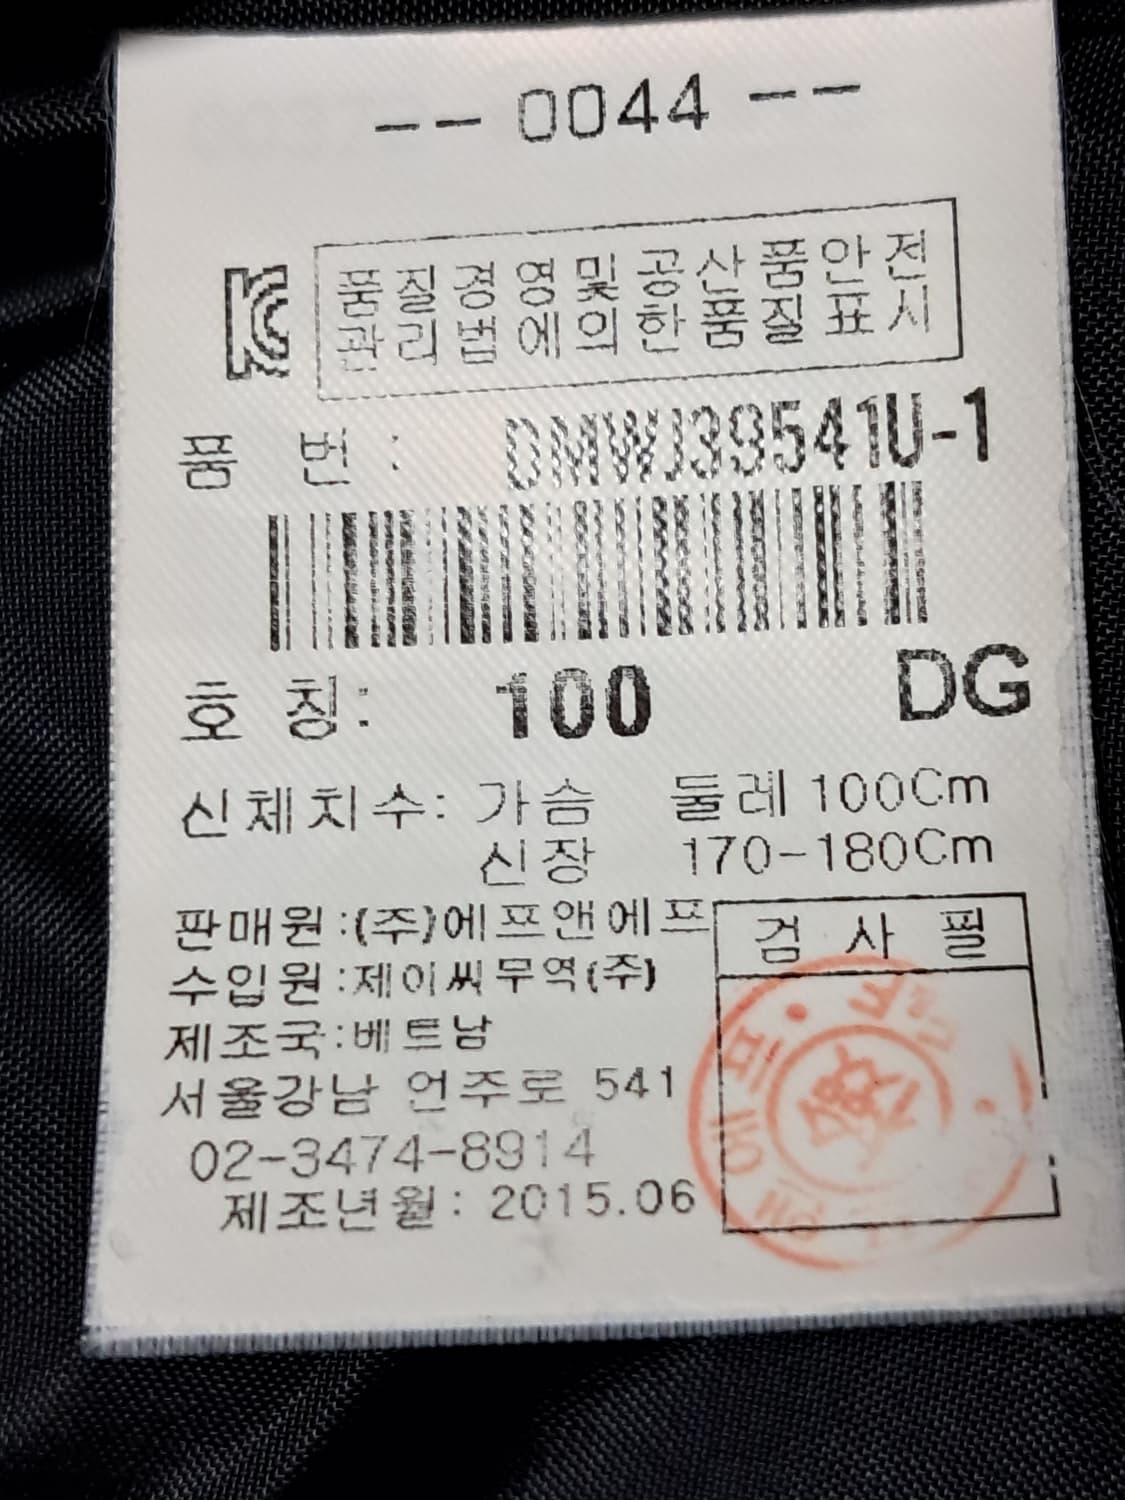 -- 0044 --
품질경영및공산품안전
관리법에의한품질표시
품 번 : DMWJ39541U-1
호 칭: 100 DG
신체치수: 가슴 둘레 100Cm
신장 170-180Cm
판매원:(주)에프앤에프
수입원:제이씨무역(주)
제조국:베트남
서울강남 언주로 541
02-3474-8914
제조년월: 2015.06
검 사 필